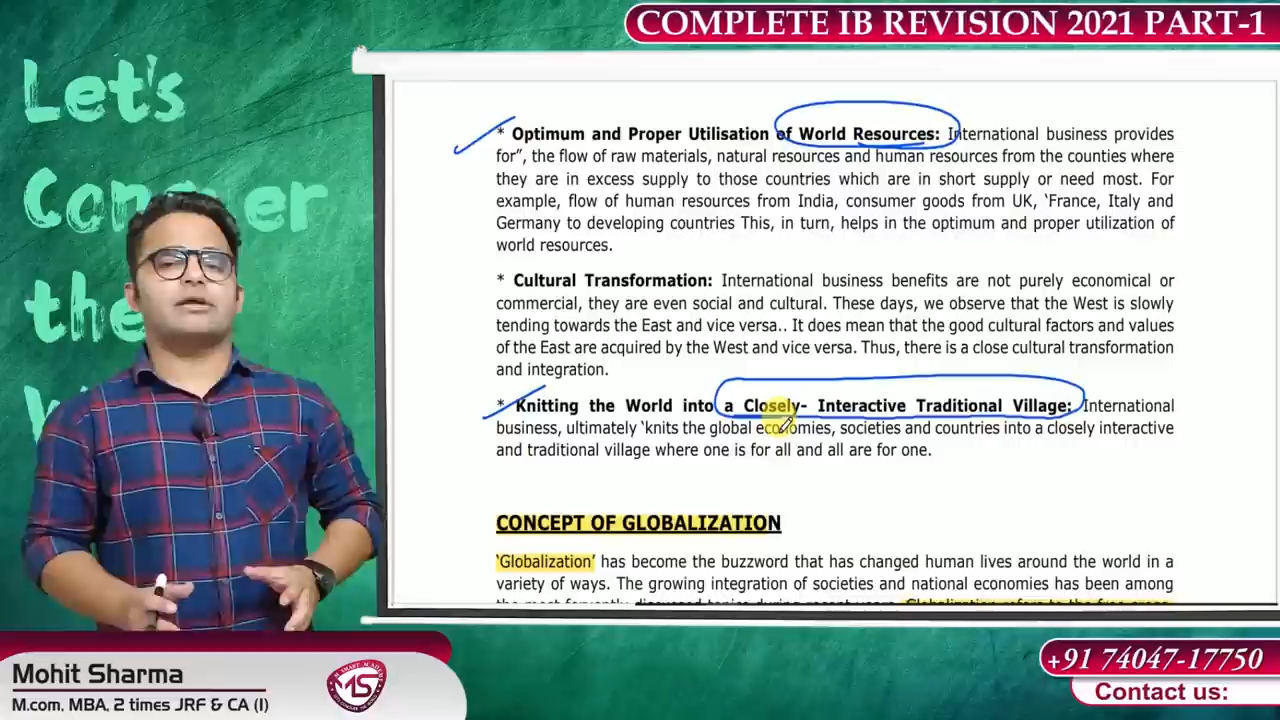 COMPLETE IB REVISION 2021 PART-1
Let's
the
* Optimum and Proper Utilisation of World Resources: International business provides
for”, the flow of raw materials, natural resources and human resources from the counties where
they are in excess supply to those countries which are in short supply or need most. For
example, flow of human resources from India, consumer goods from UK, ‘France, Italy and
Germany to developing countries This, in turn, helps in the optimum and proper utilization of
world resources.
* Cultural Transformation: International business benefits are not purely economical or
commercial, they are even social and cultural. These days, we observe that the West is slowly
tending towards the East and vice versa.. It does mean that the good cultural factors and values
of the East are acquired by the West and vice versa. Thus, there is a close cultural transformation
and integration.
* Knitting the World into a Closely- Interactive Traditional Village: International
business, ultimately ‘knits the global economies, societies and countries into a closely interactive
and traditional village where one is for all and all are for one.
CONCEPT OF GLOBALIZATION
‘Globalization’ has become the buzzword that has changed human lives around the world in a
variety of ways. The growing integration of societies and national economies has been among
Mohit Sharma
M.com, MBA, 2 times JRF & CA (I)
MS
+91 74047-17750
Contact us: